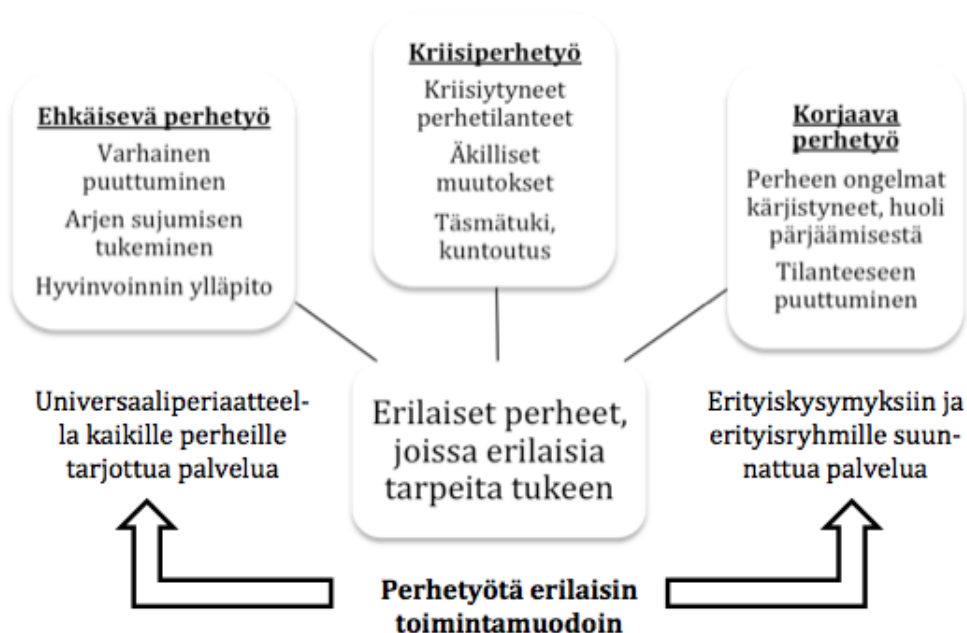 Ehkäisevä perhetyö
Varhainen
puuttuminen
Arjen sujumisen
tukeminen
Hyvinvoinnin ylläpito
Kriisiperhetyö
Kriisiytyneet
perhetilanteet
Äkilliset
muutokset
Täsmätuki,
kuntoutus
Korjaava
perhetyö
Perheen ongelmat
kärjistyneet, huoli
pärjäämisestä
Tilanteeseen
puuttuminen
Universaaliperiaatteel-
la kaikille perheille
tarjottua palvelua
Erilaiset perheet,
joissa erilaisia
tarpeita tukeen
Erityiskysymyksiin ja
erityisryhmille suun-
nattua palvelua
Perhetyötä erilaisin
toimintamuodoin